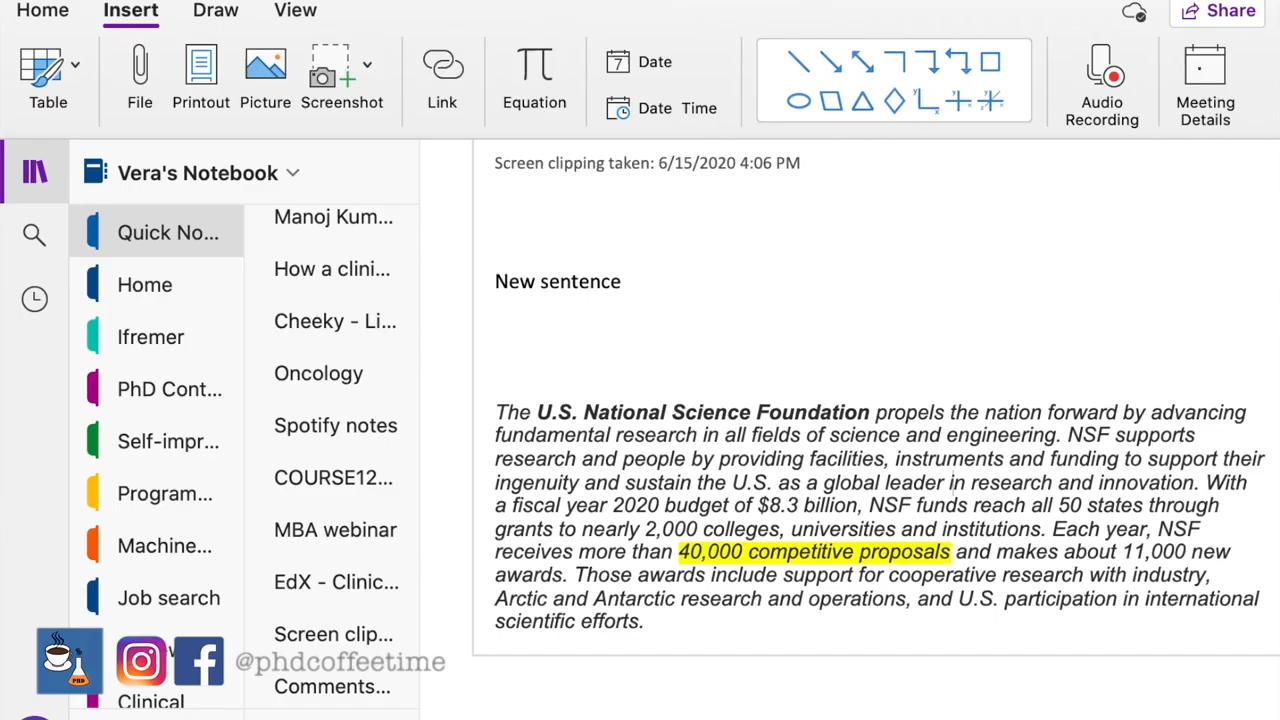 Home Insert Draw View Share
Table File Printout Picture Screenshot Link Equation Date Date Time Audio Recording Meeting Details
Vera's Notebook
Quick No...
Home
Ifremer
PhD Cont...
Self-impr...
Program...
Machine...
Job search
Clinical
Manoj Kum...
How a clini...
Cheeky - Li...
Oncology
Spotify notes
COURSE12...
MBA webinar
EdX - Clinic...
Screen clip...
Comments...
PHD
@phdcoffeetime
Screen clipping taken: 6/15/2020 4:06 PM
New sentence
The U.S. National Science Foundation propels the nation forward by advancing
fundamental research in all fields of science and engineering. NSF supports
research and people by providing facilities, instruments and funding to support their
ingenuity and sustain the U.S. as a global leader in research and innovation. With
a fiscal year 2020 budget of $8.3 billion, NSF funds reach all 50 states through
grants to nearly 2,000 colleges, universities and institutions. Each year, NSF
receives more than 40,000 competitive proposals and makes about 11,000 new
awards. Those awards include support for cooperative research with industry,
Arctic and Antarctic research and operations, and U.S. participation in international
scientific efforts.